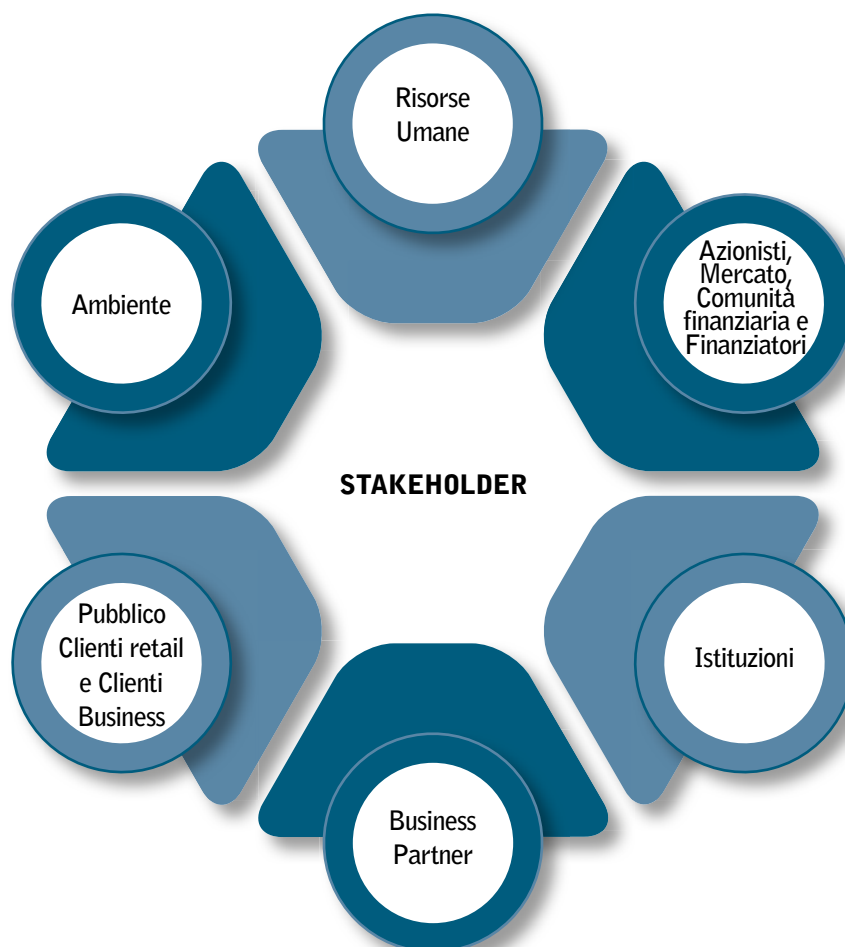 Risorse
Umane
Azionisti,
Mercato,
Comunità
finanziaria e
Finanziatori
Ambiente
STAKEHOLDER
Pubblico
Clienti retail
e Clienti
Business
Istituzioni
Business
Partner